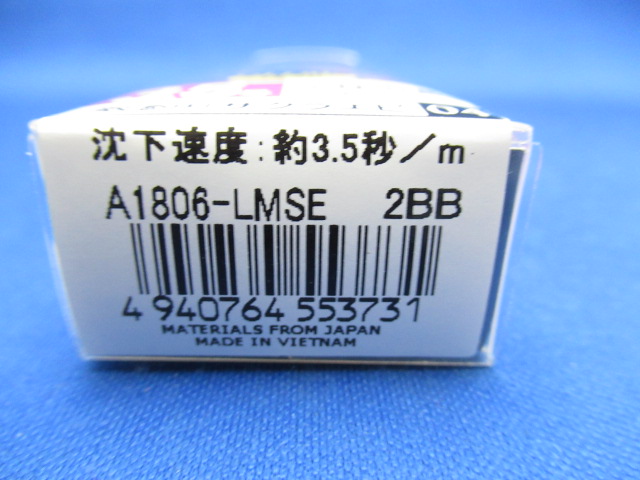 04
沈下速度:約3.5秒/m
A1806-LMSE 2BB
4 940764 553731
MATERIALS FROM JAPAN
MADE IN VIETNAM